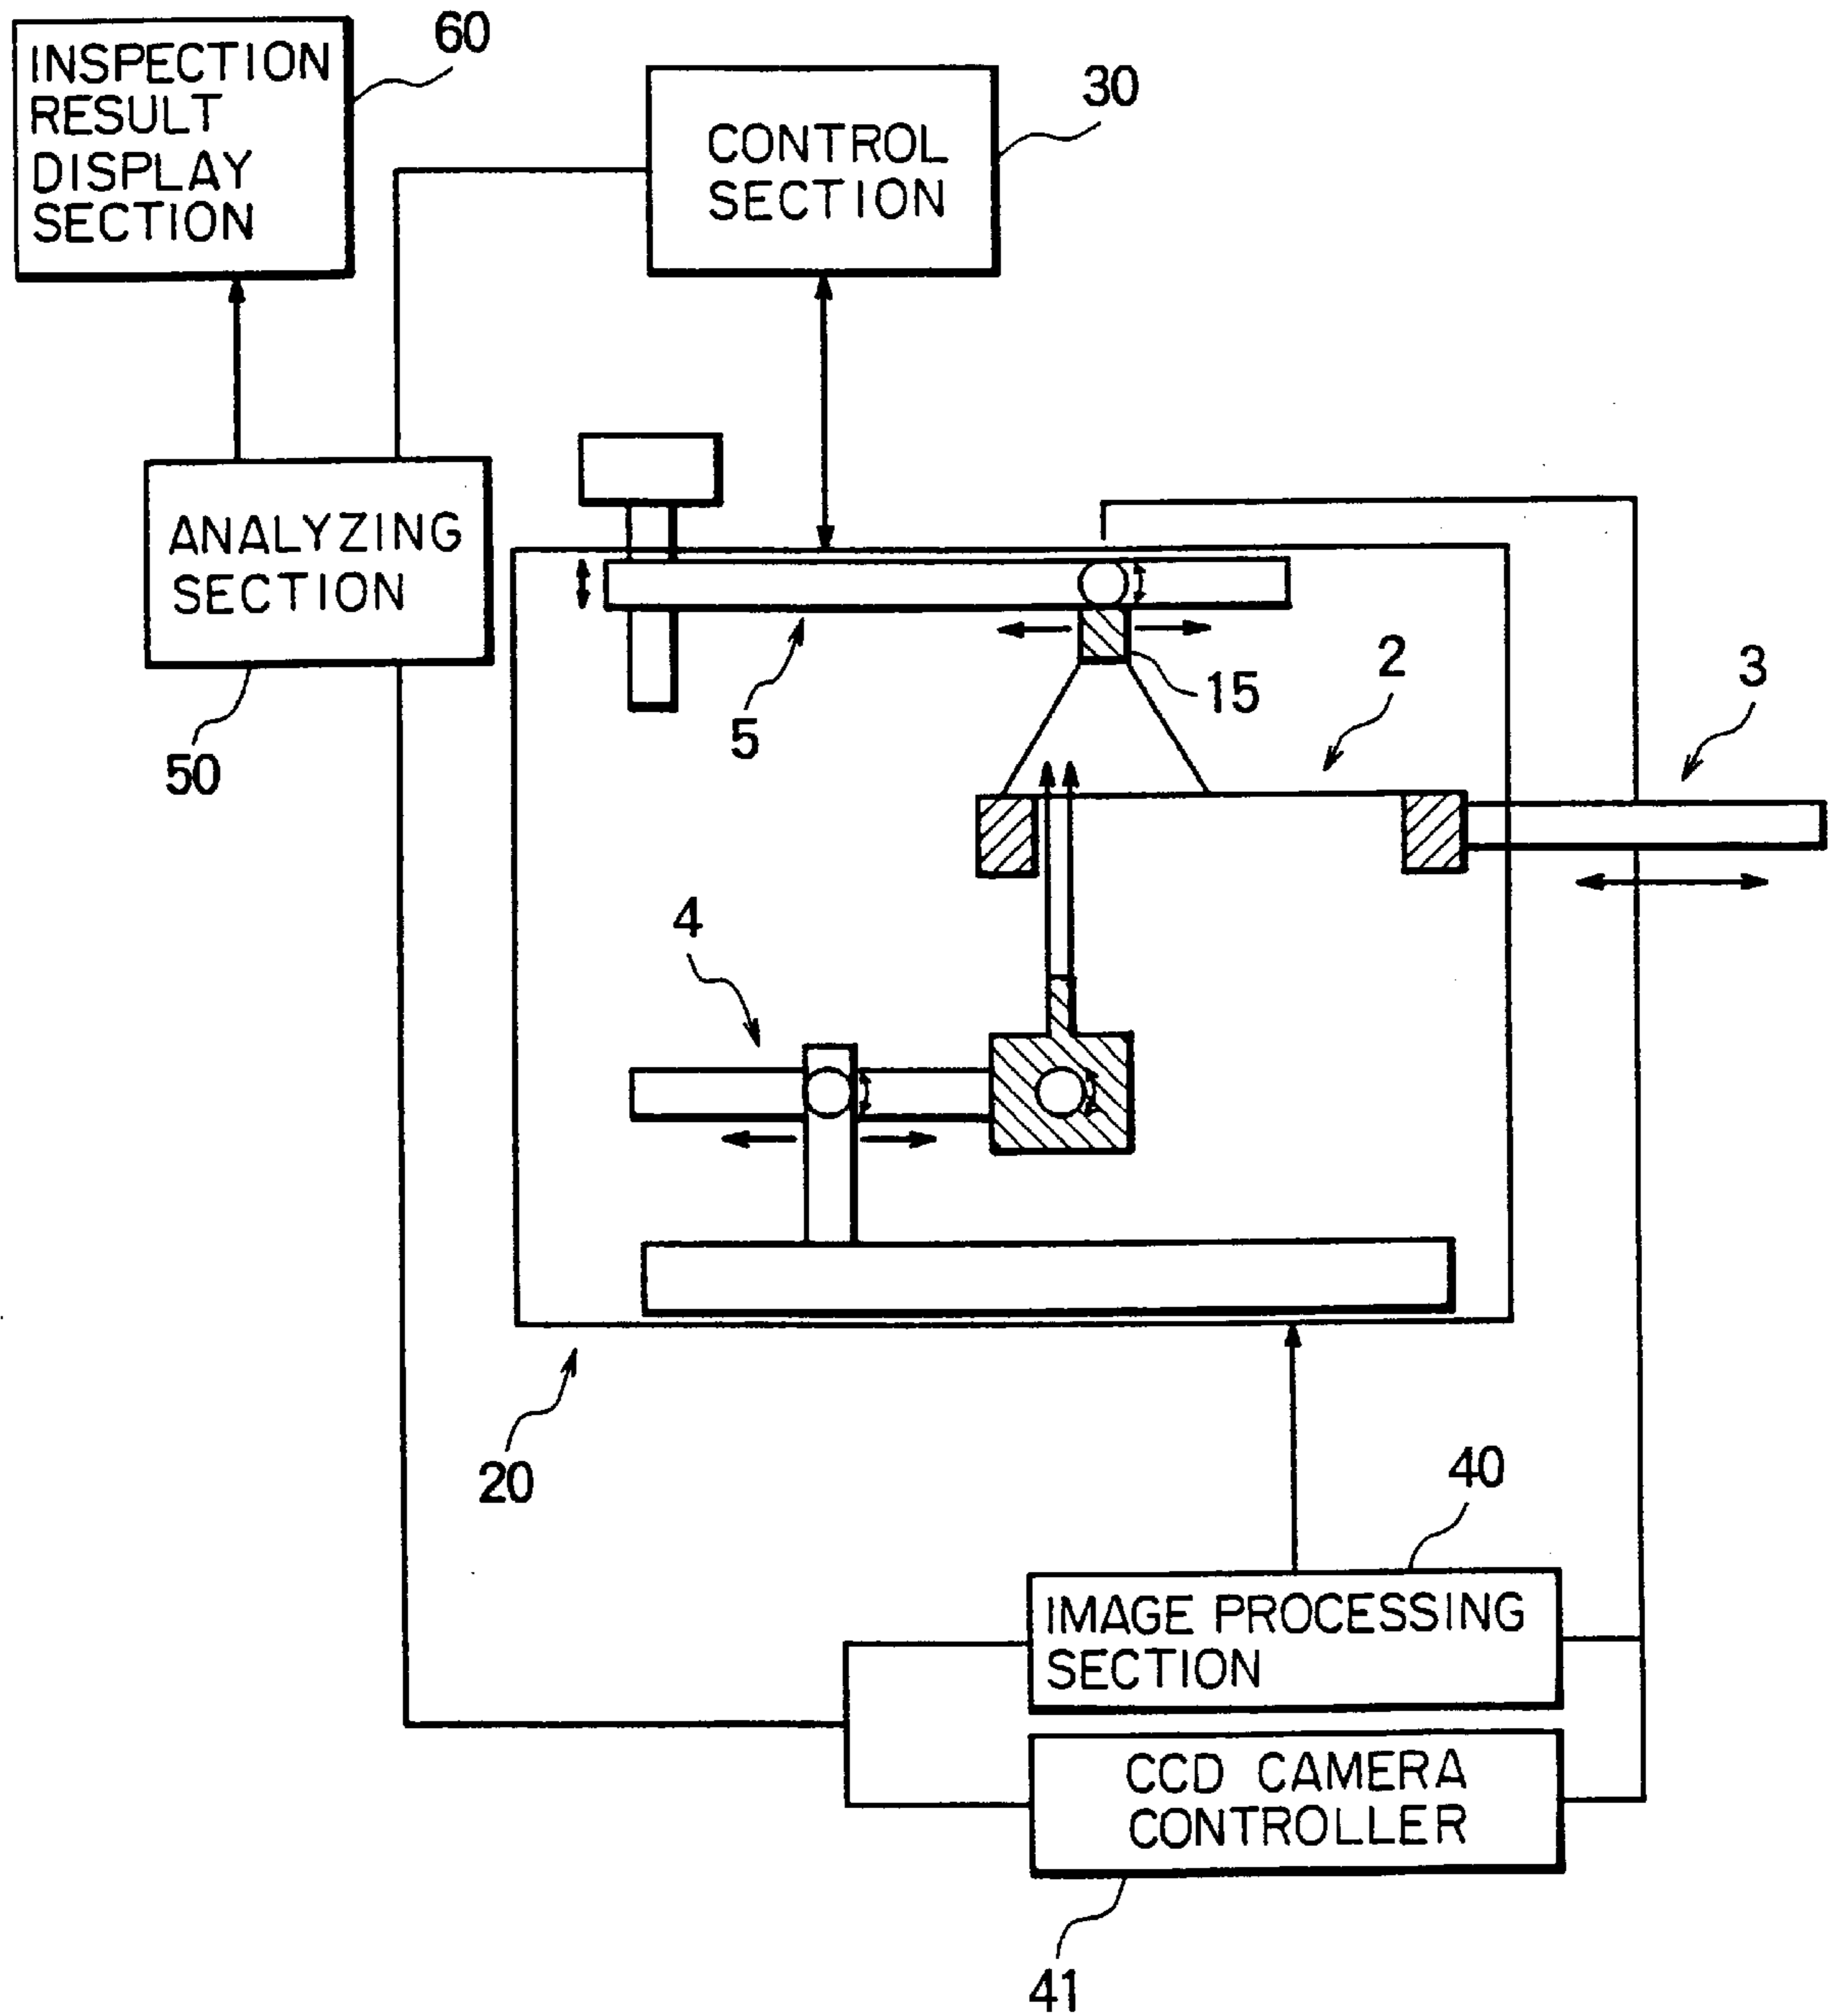 60
INSPECTION
RESULT
DISPLAY
SECTION
30
CONTROL
SECTION
ANALYZING
SECTION
50
5
15
2
3
4
20
40
IMAGE PROCESSING
SECTION
CCD CAMERA
CONTROLLER
41